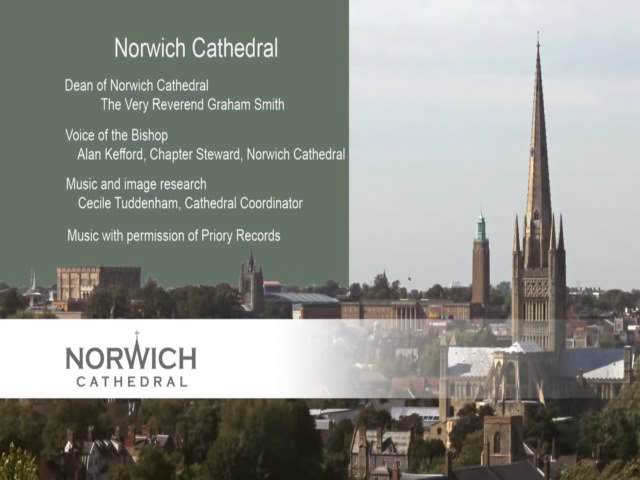 Norwich Cathedral
Dean of Norwich Cathedral
The Very Reverend Graham Smith
Voice of the Bishop
Alan Kefford, Chapter Steward, Norwich Cathedral
Music and image research
Cecile Tuddenham, Cathedral Coordinator
Music with permission of Priory Records
NORWICH
CATHEDRAL